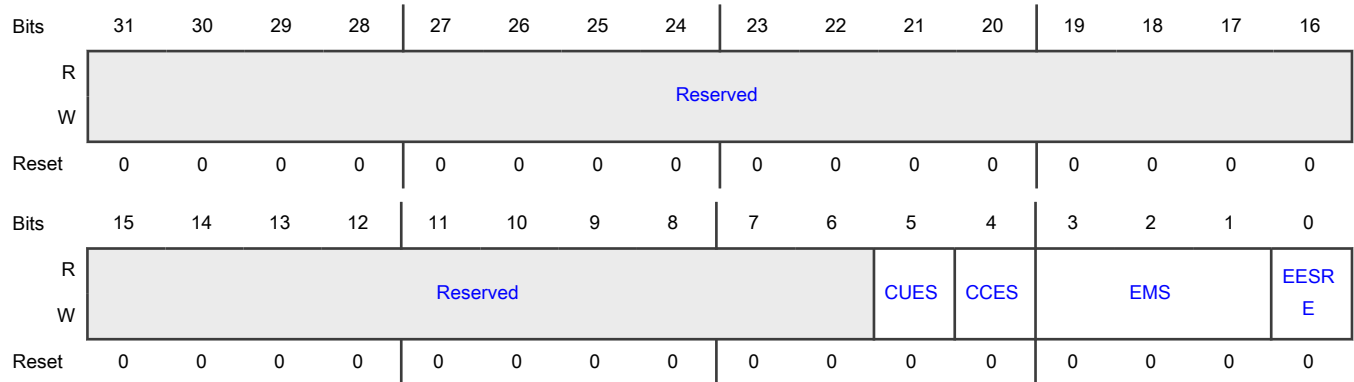 Bits 31 30 29 28 27 26 25 24 23 22 21 20 19 18 17 16
R
Reserved
W
Reset 0 0 0 0 0 0 0 0 0 0 0 0 0 0 0 0
Bits 15 14 13 12 11 10 9 8 7 6 5 4 3 2 1 0
R
Reserved CUES CCES EMS EESR
E
W
Reset 0 0 0 0 0 0 0 0 0 0 0 0 0 0 0 0